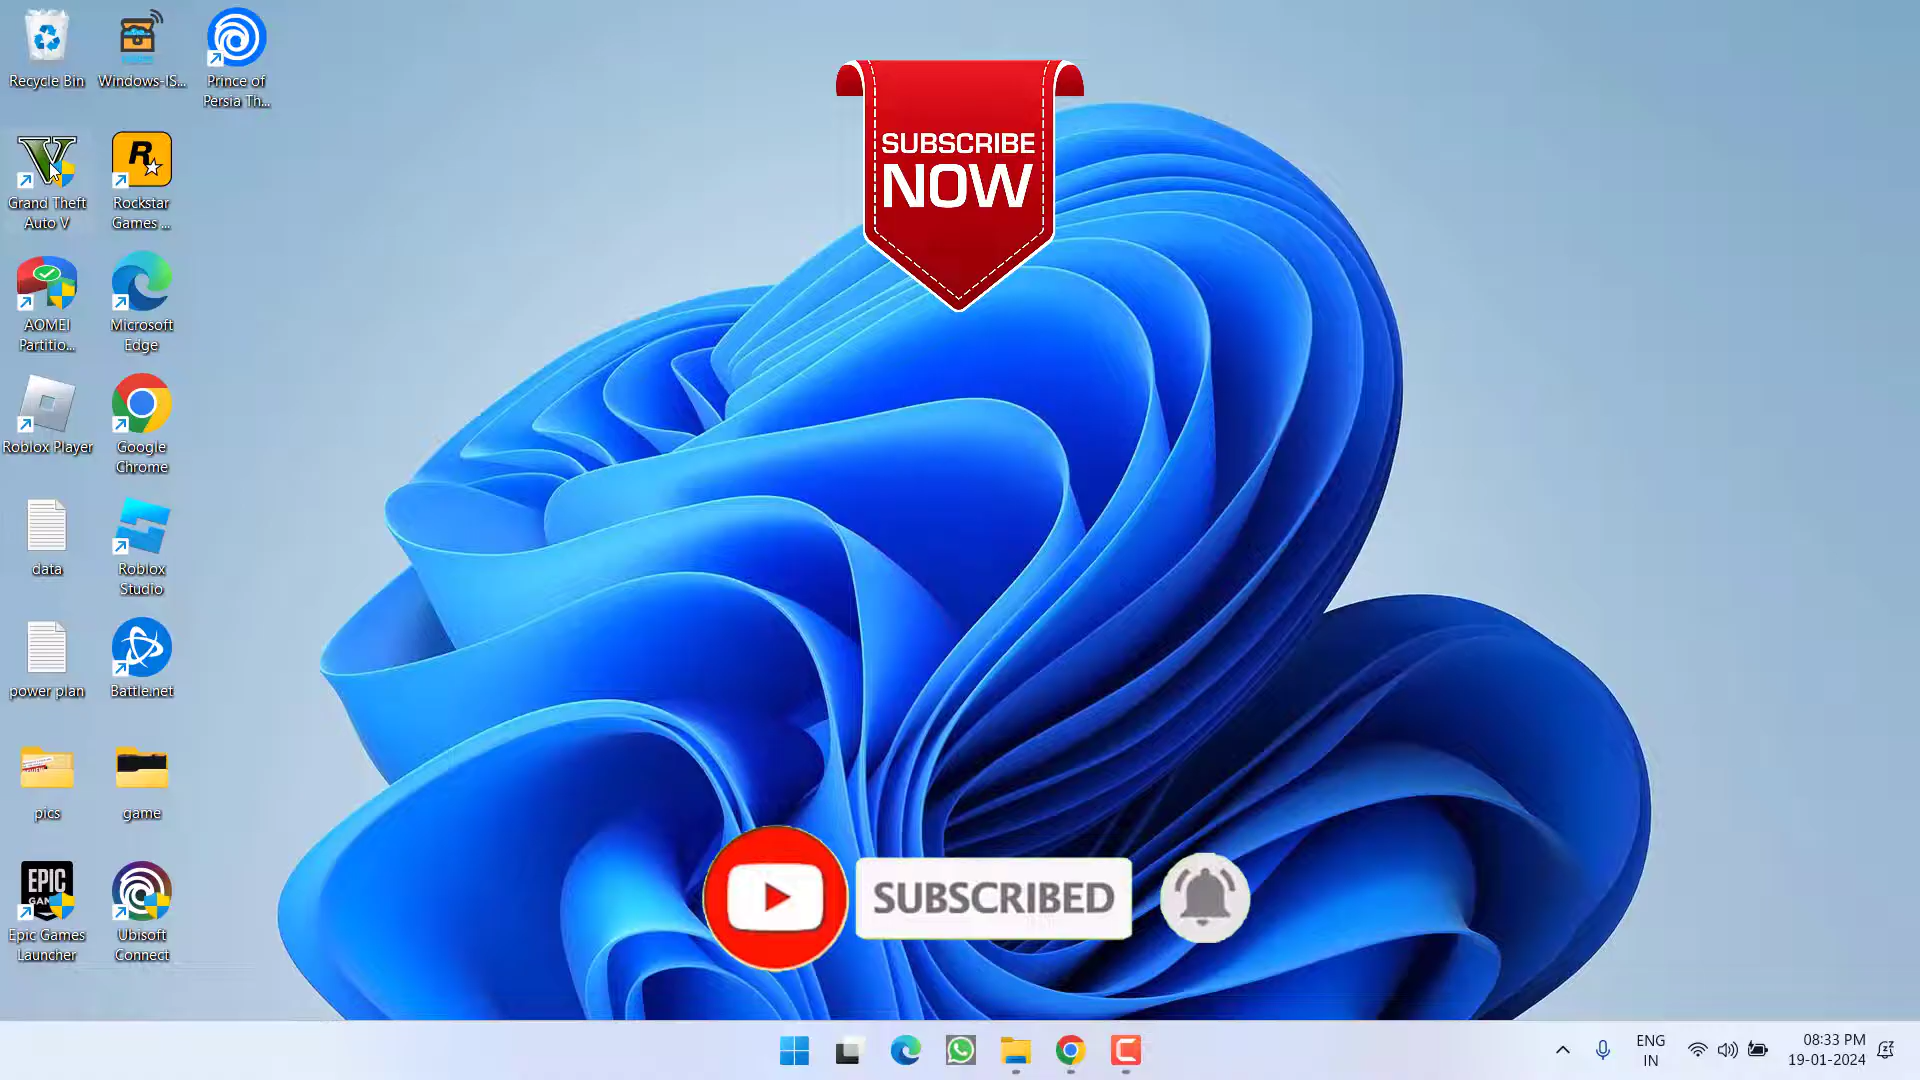 Recycle Bin
Windows-IS...
Prince of
Persia Th...
SUBSCRIBE
NOW
Grand Theft
Auto V
R
Rockstar
Games ...
AOMEI
Partitio...
Microsoft
Edge
Roblox Player
Google
Chrome
data
Roblox
Studio
power plan
Battle.net
pics
game
EPIC
Epic Games
Launcher
Ubisoft
Connect
SUBSCRIBED
ENG
IN
08:33 PM
19-01-2024